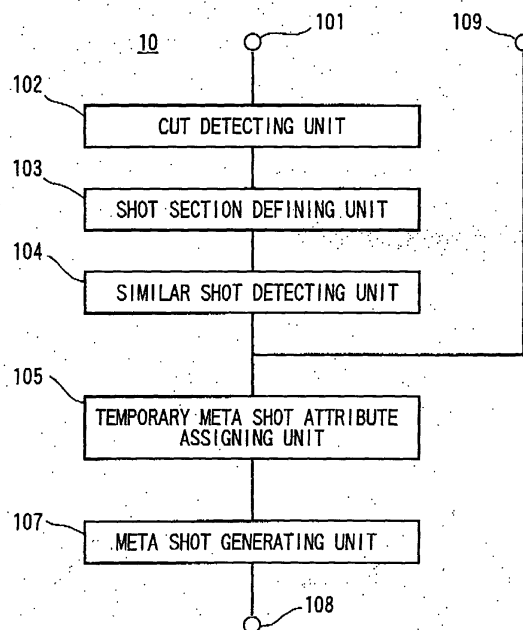 10
101
109
102
CUT DETECTING UNIT
103
SHOT SECTION DEFINING UNIT
104
SIMILAR SHOT DETECTING UNIT
105
TEMPORARY META SHOT ATTRIBUTE
ASSIGNING UNIT
107
META SHOT GENERATING UNIT
108